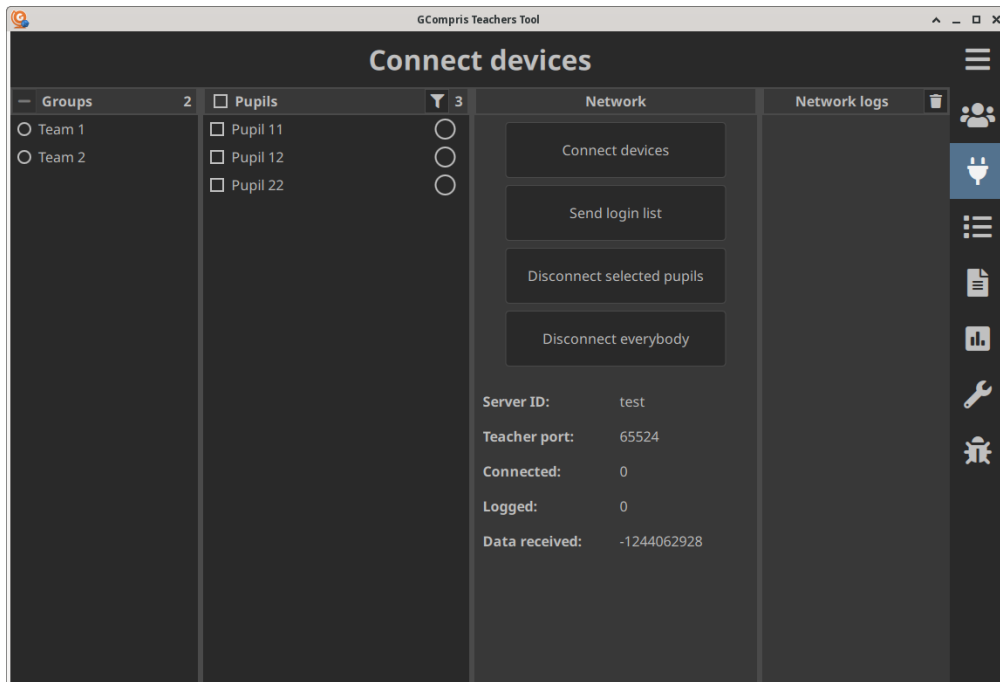 GCompris Teachers Tool
Connect devices
Groups 2
Team 1
Team 2
Pupils 3
Pupil 11
Pupil 12
Pupil 22
Network
Connect devices
Send login list
Disconnect selected pupils
Disconnect everybody
Server ID: test
Teacher port: 65524
Connected: 0
Logged: 0
Data received: -1244062928
Network logs